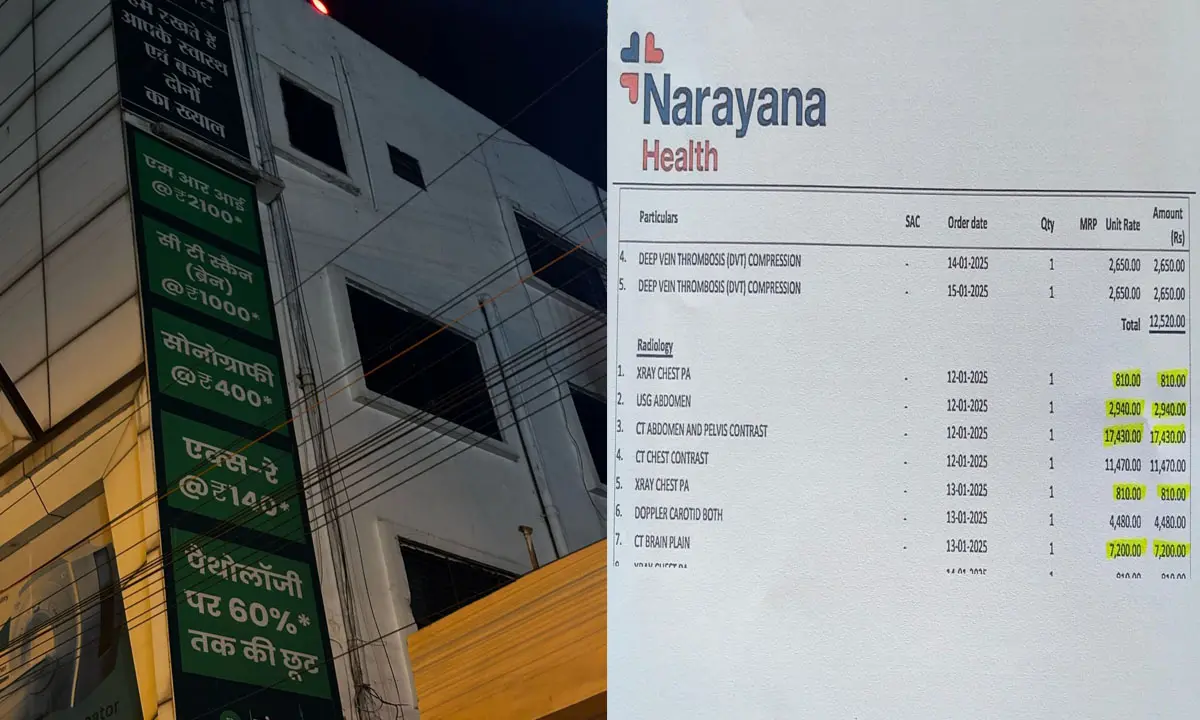 हम रखते हैं
आपके स्वास्थ
एवं बजट
दोनों
का ख्याल
एम आर आई
@₹2100*
सी टी स्कैन
(ब्रेन)
@₹1000*
सोनोग्राफी
@₹400*
एक्स-रे
@₹140*
पैथोलॉजी
पर 60%*
तक की छूट
Narayana
Health
Particulars SAC Order date Qty MRP Unit Rate Amount (Rs)
4. DEEP VEIN THROMBOSIS (DVT) COMPRESSION - 14-01-2025 1 2,650.00 2,650.00
5. DEEP VEIN THROMBOSIS (DVT) COMPRESSION - 15-01-2025 1 2,650.00 2,650.00
Total 12,520.00
Radiology
1. XRAY CHEST PA - 12-01-2025 1 810.00 810.00
2. USG ABDOMEN - 12-01-2025 1 2,940.00 2,940.00
3. CT ABDOMEN AND PELVIS CONTRAST - 12-01-2025 1 17,430.00 17,430.00
4. CT CHEST CONTRAST - 12-01-2025 1 11,470.00 11,470.00
5. XRAY CHEST PA - 13-01-2025 1 810.00 810.00
6. DOPPLER CAROTID BOTH - 13-01-2025 1 4,480.00 4,480.00
7. CT BRAIN PLAIN - 13-01-2025 1 7,200.00 7,200.00